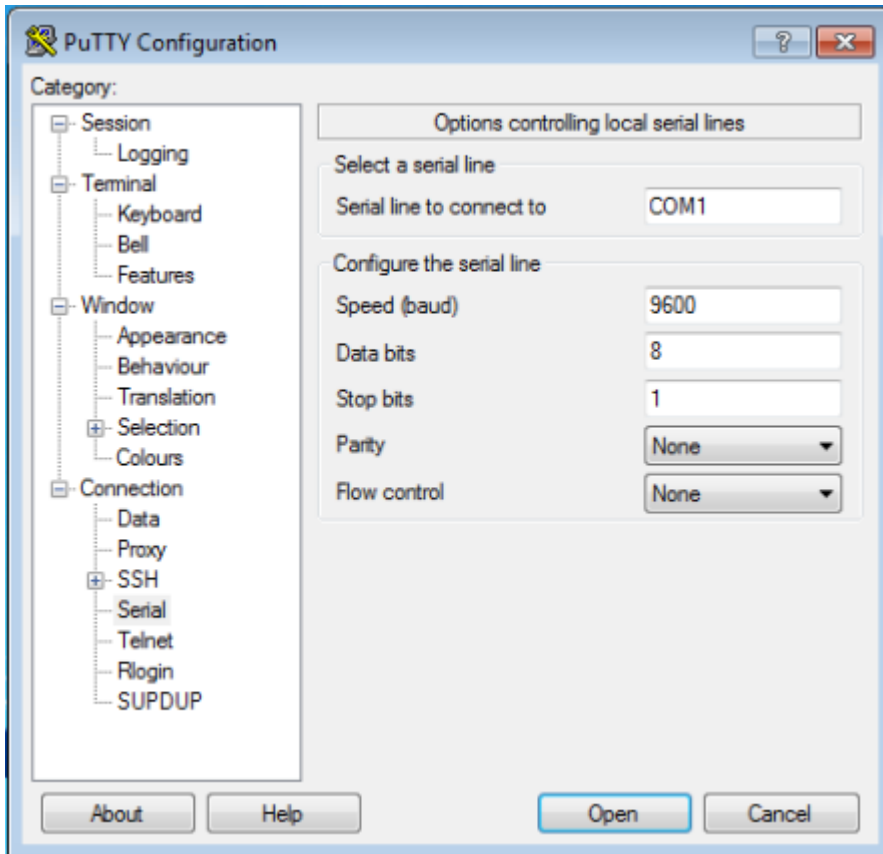 PuTTY Configuration
Category:
Session
Logging
Terminal
Keyboard
Bell
Features
Window
Appearance
Behaviour
Translation
Selection
Colours
Connection
Data
Proxy
SSH
Serial
Telnet
Rlogin
SUPDUP
Options controlling local serial lines
Select a serial line
Serial line to connect to COM1
Configure the serial line
Speed (baud) 9600
Data bits 8
Stop bits 1
Parity None
Flow control None
About Help Open Cancel